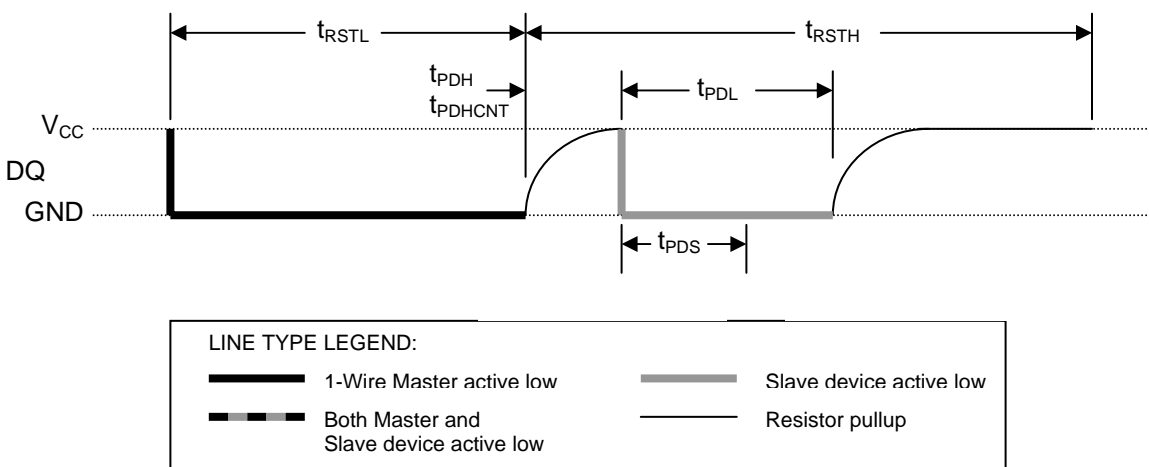 tRSTL
tRSTH
tPDH
tPDHCNT
tPDL
VCC
DQ
GND
tPDS
LINE TYPE LEGEND:
1-Wire Master active low
Slave device active low
Both Master and
Slave device active low
Resistor pullup